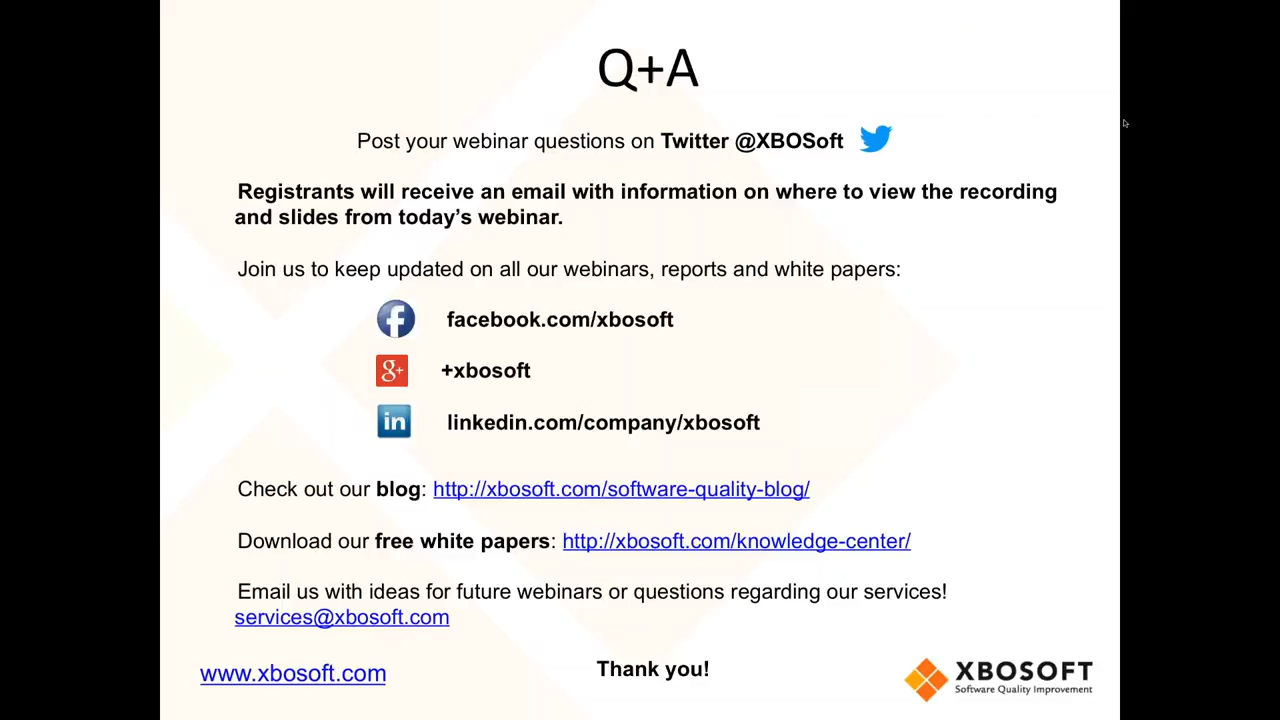 Q+A
Post your webinar questions on Twitter @XBOSoft
Registrants will receive an email with information on where to view the recording
and slides from today’s webinar.
Join us to keep updated on all our webinars, reports and white papers:
f facebook.com/xbosoft
g+ +xbosoft
in linkedin.com/company/xbosoft
Check out our blog: http://xbosoft.com/software-quality-blog/
Download our free white papers: http://xbosoft.com/knowledge-center/
Email us with ideas for future webinars or questions regarding our services!
services@xbosoft.com
www.xbosoft.com
Thank you!
XBOSOFT
Software Quality Improvement